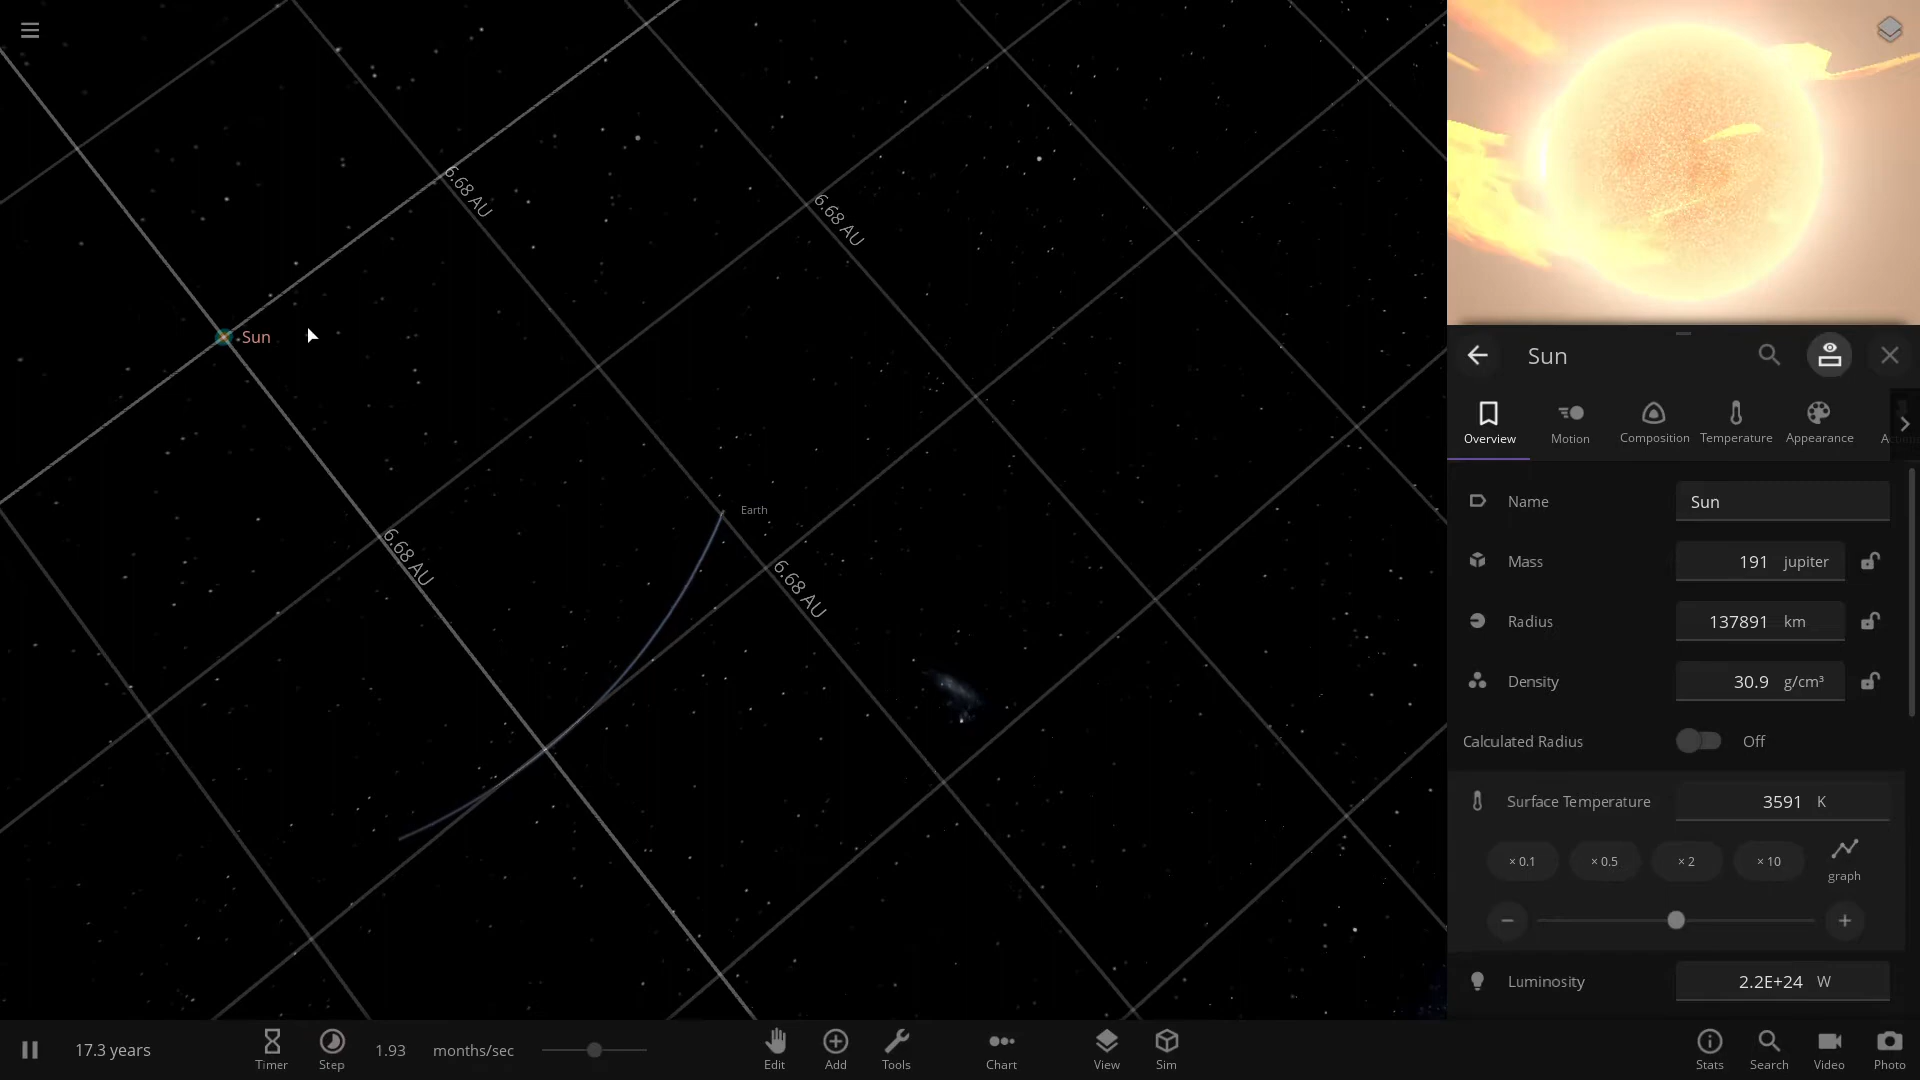 6.68 AU
6.68 AU
Sun
Earth
6.68 AU
6.68 AU
Sun
Overview
Motion
Composition
Temperature
Appearance
Name
Sun
Mass
191 jupiter
Radius
137891 km
Density
30.9 g/cm³
Calculated Radius
Off
Surface Temperature
3591 K
× 0.1
× 0.5
× 2
× 10
graph
Luminosity
2.2E+24 W
17.3 years
Timer
Step
1.93 months/sec
Edit
Add
Tools
Chart
View
Sim
Stats
Search
Video
Photo